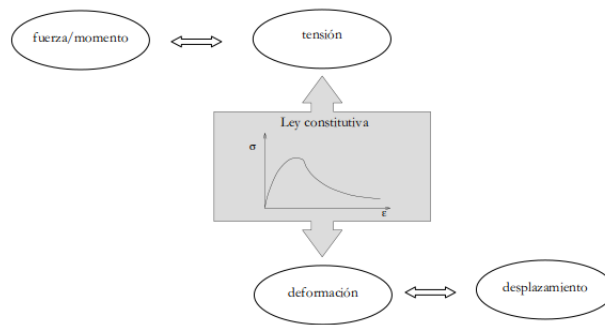 fuerza/momento
tensión
Ley constitutiva
σ
ε
deformación
desplazamiento